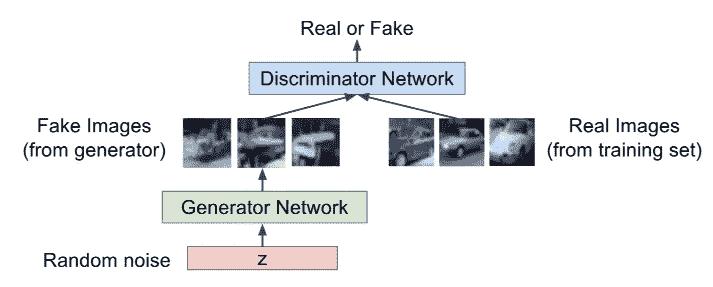 Real or Fake
Discriminator Network
Fake Images
(from generator)
Real Images
(from training set)
Generator Network
Random noise
z